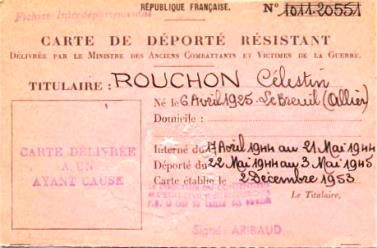 RÉPUBLIQUE FRANÇAISE.
N° 1011-20551
Fichier Interdépartemental
CARTE DE DÉPORTÉ RÉSISTANT
DÉLIVRÉE PAR LE MINISTRE DES ANCIENS COMBATTANTS ET VICTIMES DE LA GUERRE.
TITULAIRE : ROUCHON Célestin
Né le 6 Avril 1925 Le Breuil (Allier)
Domicile :
Interné du 17 Avril 1944 au 21 Mai 1944
Déporté du 22 Mai 1944 au 3 Mai 1945
Carte établie le 2 Décembre 1953
Le Titulaire,
CARTE DÉLIVRÉE
A UN
AYANT CAUSE
Signé : ARIBAUD